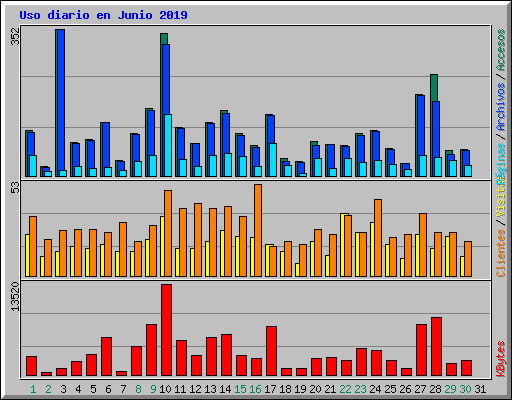 Uso diario en Junio 2019
352
53
13520
Accesos
/ Archivos /
Clientes / Visitas
KBytes
1 2 3 4 5 6 7 8 9 10 11 12 13 14 15 16 17 18 19 20 21 22 23 24 25 26 27 28 29 30 31